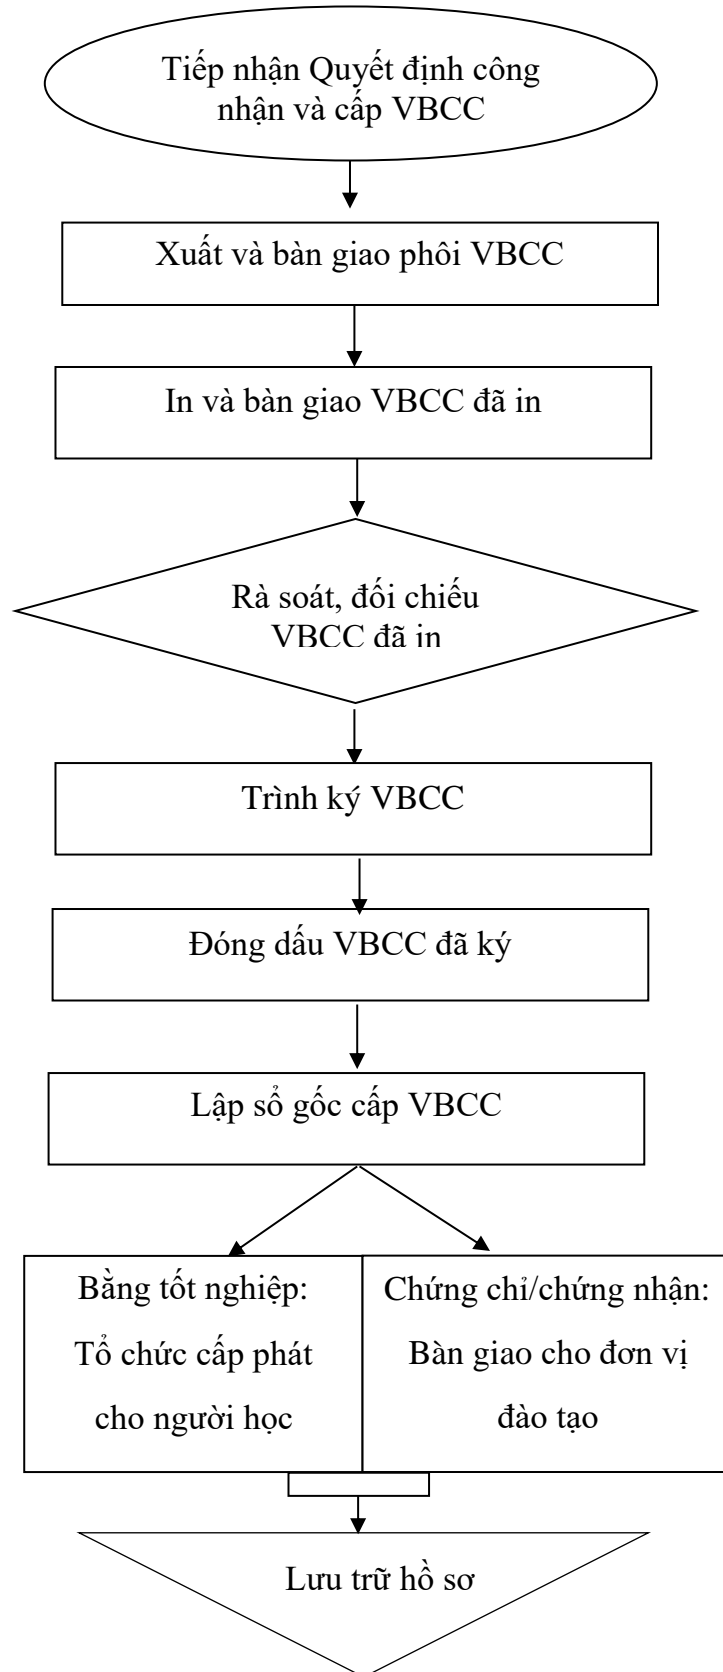 Tiếp nhận Quyết định công
nhận và cấp VBCC
Xuất và bàn giao phôi VBCC
In và bàn giao VBCC đã in
Rà soát, đối chiếu
VBCC đã in
Trình ký VBCC
Đóng dấu VBCC đã ký
Lập sổ gốc cấp VBCC
Bằng tốt nghiệp:
Tổ chức cấp phát
cho người học
Chứng chỉ/chứng nhận:
Bàn giao cho đơn vị
đào tạo
Lưu trữ hồ sơ